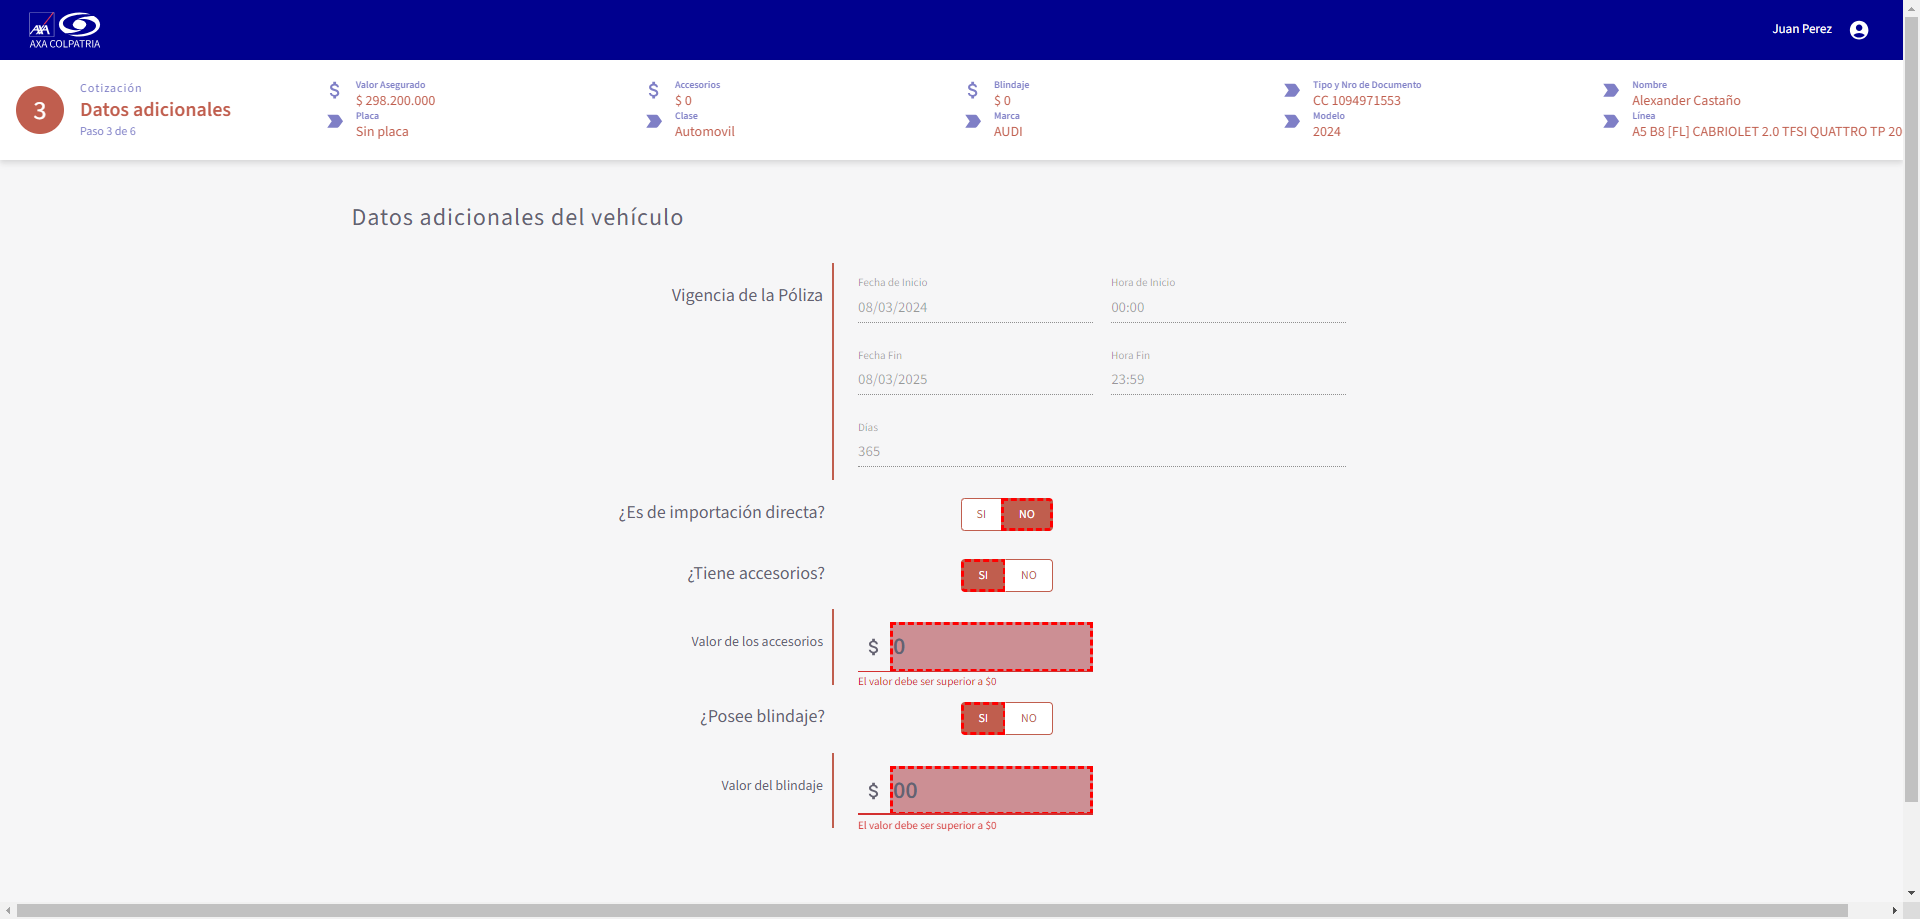 AXA
AXA COLPATRIA
Juan Perez
3
Cotización
Datos adicionales
Paso 3 de 6
$ Valor Asegurado
$ 298.200.000
Placa
Sin placa
$ Accesorios
$ 0
Clase
Automovil
$ Blindaje
$ 0
Marca
AUDI
Tipo y Nro de Documento
CC 1094971553
Modelo
2024
Nombre
Alexander Castaño
Línea
A5 B8 [FL] CABRIOLET 2.0 TFSI QUATTRO TP 20
Datos adicionales del vehículo
Vigencia de la Póliza
Fecha de Inicio
08/03/2024
Hora de Inicio
00:00
Fecha Fin
08/03/2025
Hora Fin
23:59
Días
365
¿Es de importación directa?
SI NO
¿Tiene accesorios?
SI NO
Valor de los accesorios
$ 0
El valor debe ser superior a $0
¿Posee blindaje?
SI NO
Valor del blindaje
$ 00
El valor debe ser superior a $0